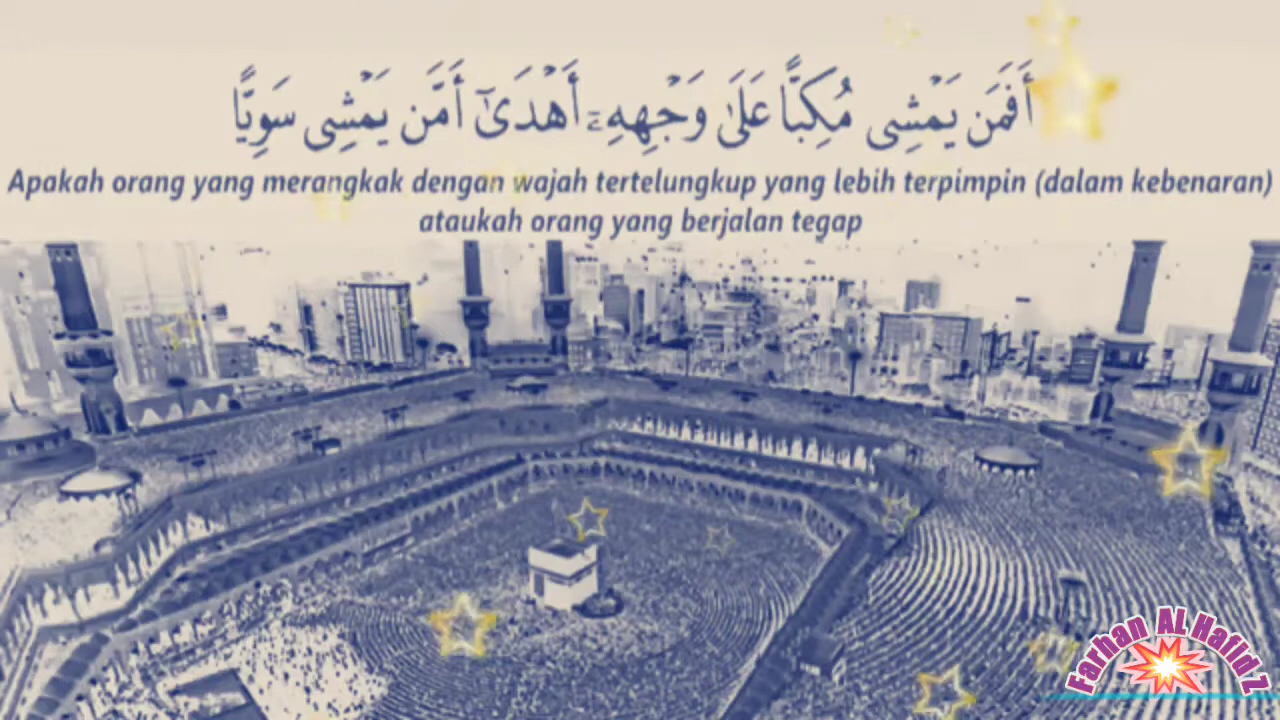 أَفَمَن يَمْشِى مُكِبًّا عَلَىٰ وَجْهِهِۦٓ أَهْدَىٰٓ أَمَّن يَمْشِى سَوِيًّا
Apakah orang yang merangkak dengan wajah tertelungkup yang lebih terpimpin (dalam kebenaran)
ataukah orang yang berjalan tegap
Farhan AL Hafidz